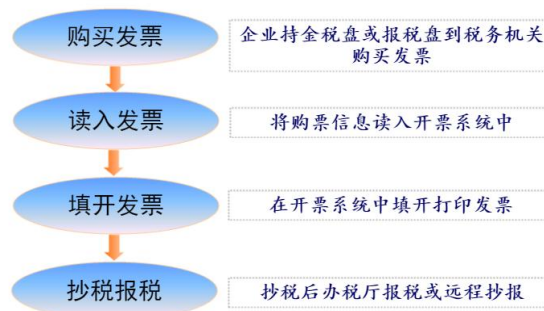 购买发票
企业持金税盘或报税盘到税务机关
购买发票
读入发票
将购票信息读入开票系统中
填开发票
在开票系统中填开打印发票
抄税报税
抄税后办税厅报税或远程抄报